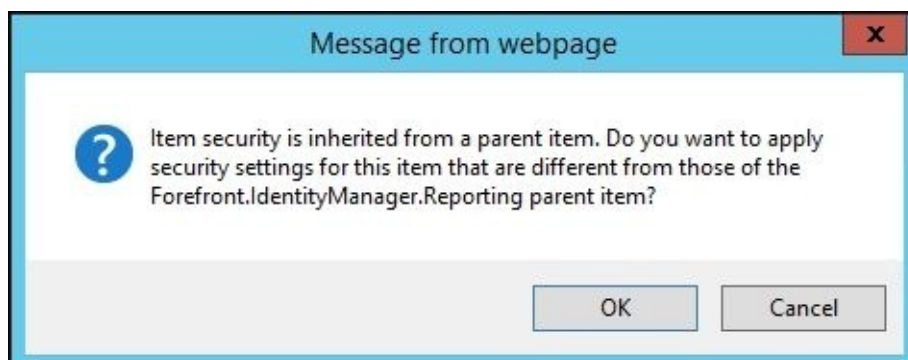 Message from webpage
x
?
Item security is inherited from a parent item. Do you want to apply
security settings for this item that are different from those of the
Forefront.IdentityManager.Reporting parent item?
OK
Cancel